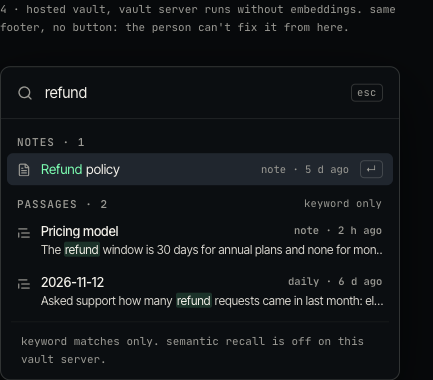 4 · hosted vault, vault server runs without embeddings. same
footer, no button: the person can't fix it from here.
refund
esc
NOTES · 1
Refund policy
note · 5 d ago
↵
PASSAGES · 2
keyword only
Pricing model
note · 2 h ago
The refund window is 30 days for annual plans and none for mon..
2026-11-12
daily · 6 d ago
Asked support how many refund requests came in last month: el...
keyword matches only. semantic recall is off on this
vault server.